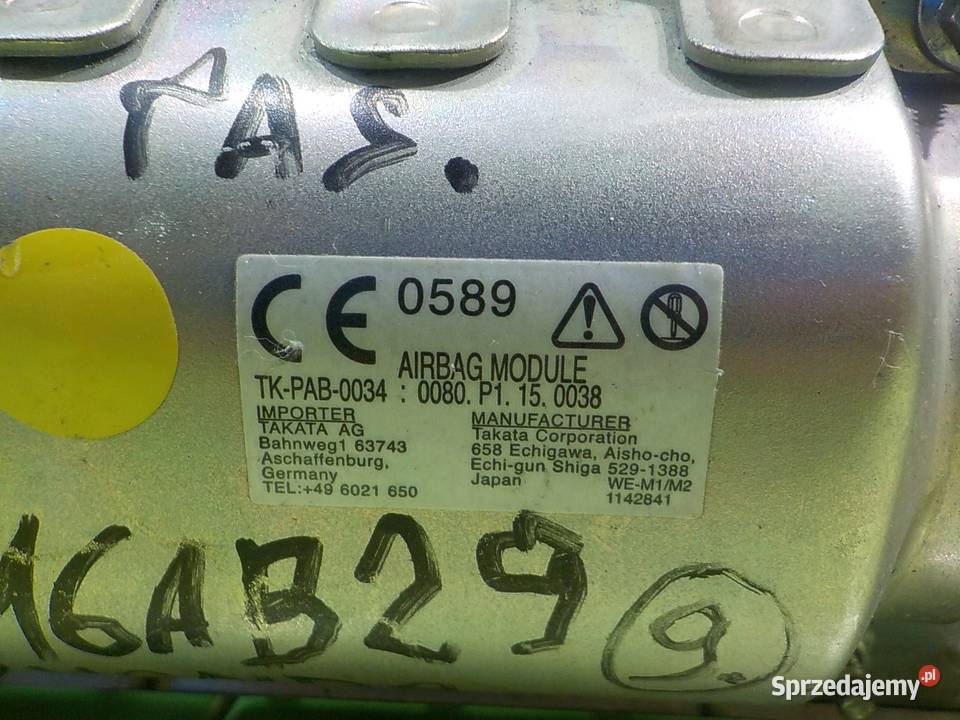 PAS.
CE 0589
AIRBAG MODULE
TK-PAB-0034 : 0080. P1. 15. 0038
IMPORTER
TAKATA AG
Bahnweg1 63743
Aschaffenburg,
Germany
TEL:+49 6021 650
MANUFACTURER
Takata Corporation
658 Echigawa, Aisho-cho,
Echi-gun Shiga 529-1388
Japan WE-M1/M2
1142841
16AB29 9.
Sprzedajemy.pl